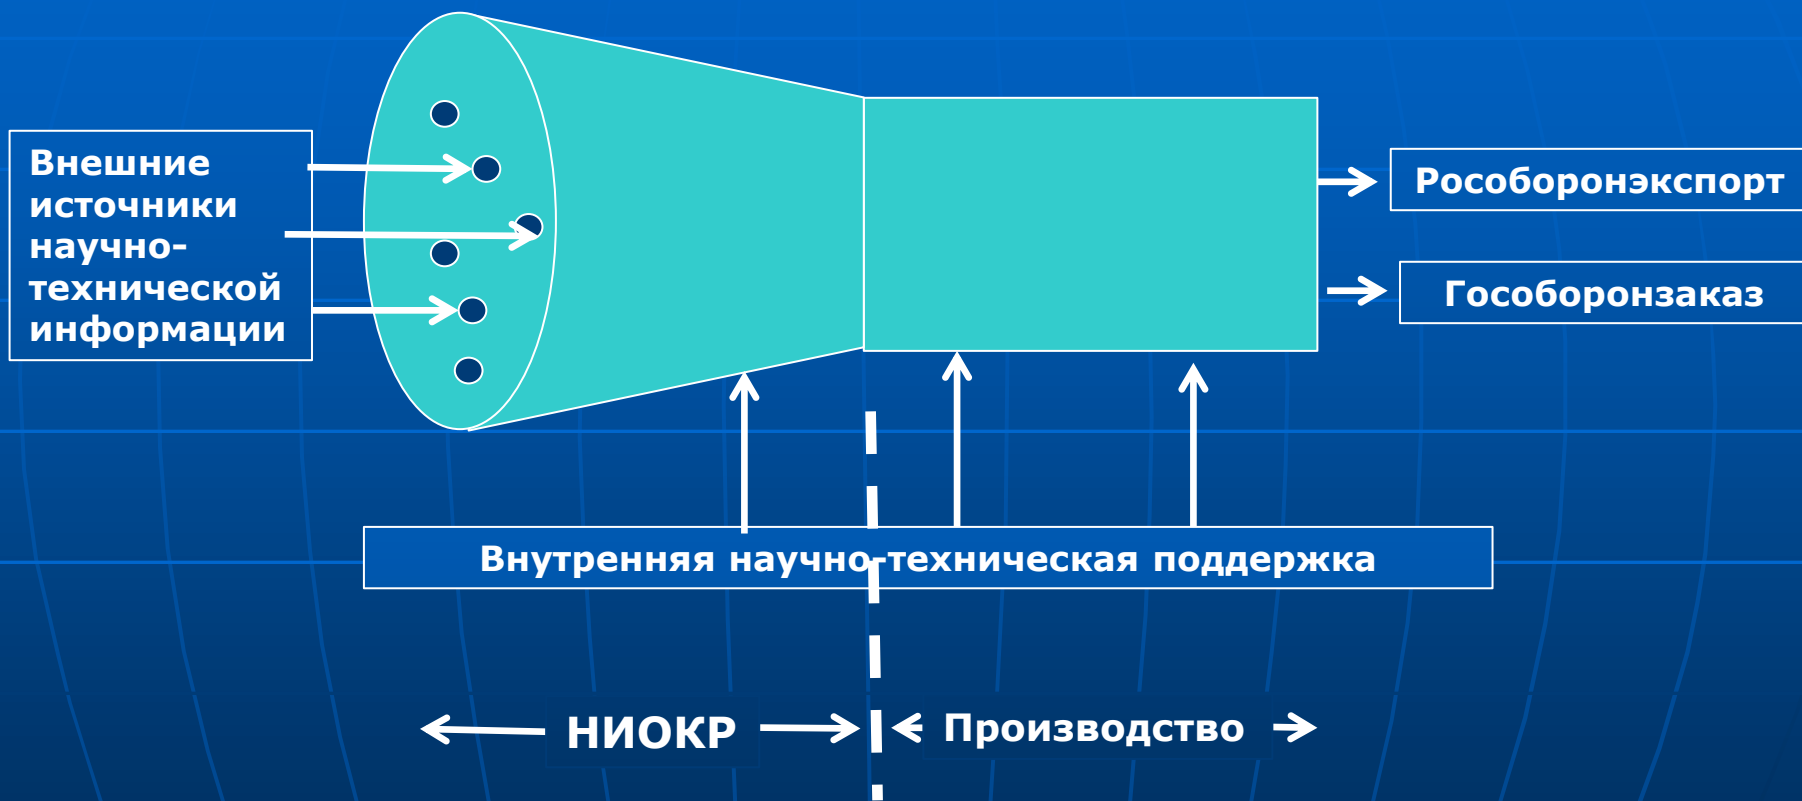 Внешние
источники
научно-
технической
информации
Рособоронэкспорт
Гособоронзаказ
Внутренняя научно-техническая поддержка
НИОКР
Производство